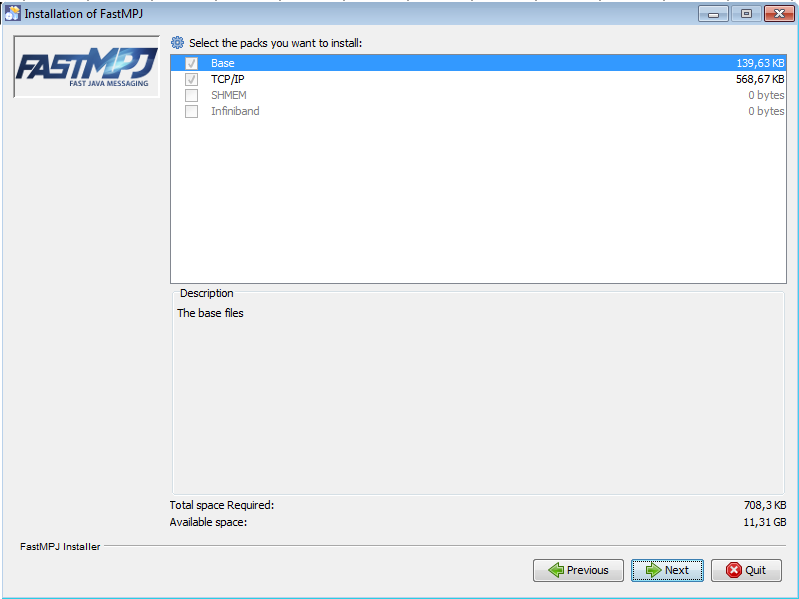 Installation of FastMPJ
FASTMPJ
FAST JAVA MESSAGING
Select the packs you want to install:
Base 139,63 KB
TCP/IP 568,67 KB
SHMEM 0 bytes
Infiniband 0 bytes
Description
The base files
Total space Required: 708,3 KB
Available space: 11,31 GB
FastMPJ Installer
Previous Next Quit